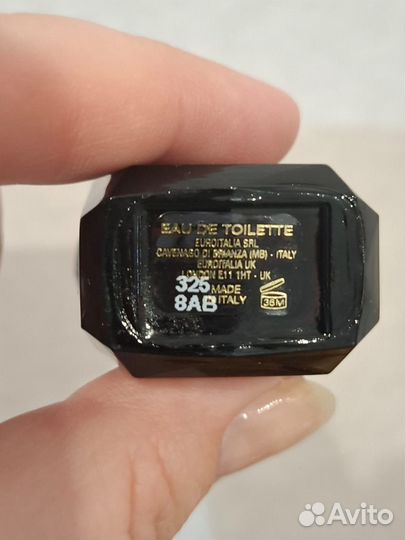 EAU DE TOILETTE
EUROITALIA SRL
CAVENAGO DI BRIANZA (MB) - ITALY
EUROITALIA UK
LONDON E11 1HT - UK
325 MADE
8AB ITALY
36M
Avito